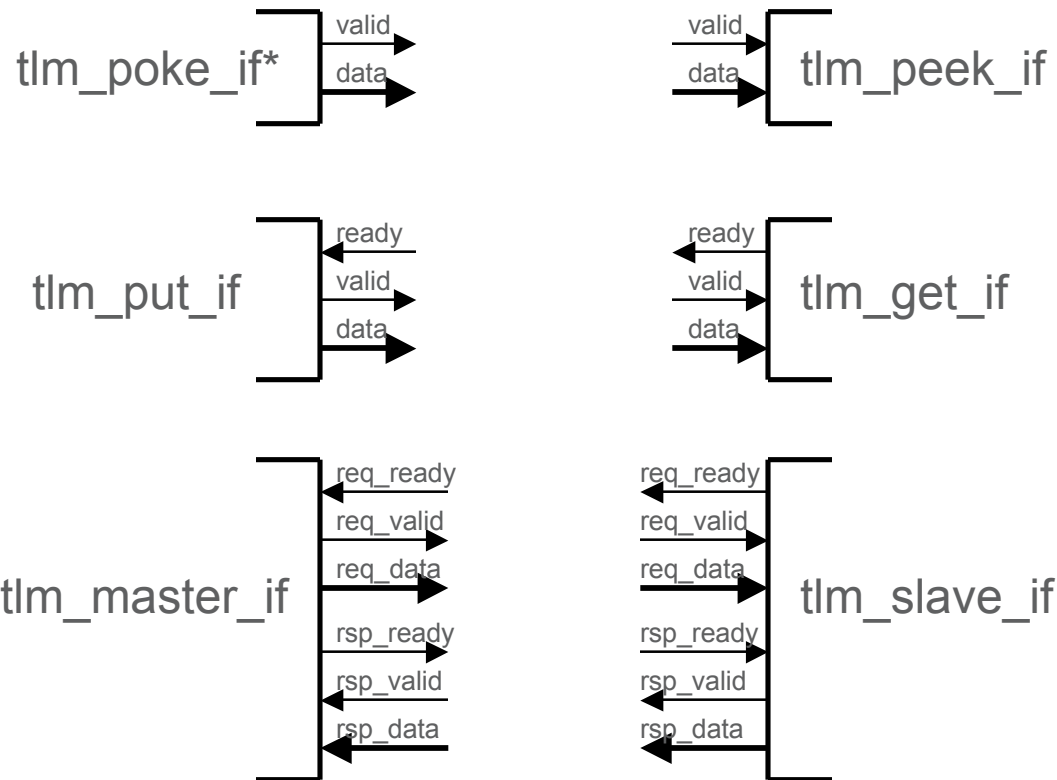 valid
tlm_poke_if*
data
valid
data
tlm_peek_if
ready
tlm_put_if
valid
data
ready
valid
data
tlm_get_if
req_ready
req_valid
req_data
tlm_master_if
rsp_ready
rsp_valid
rsp_data
req_ready
req_valid
req_data
tlm_slave_if
rsp_ready
rsp_valid
rsp_data